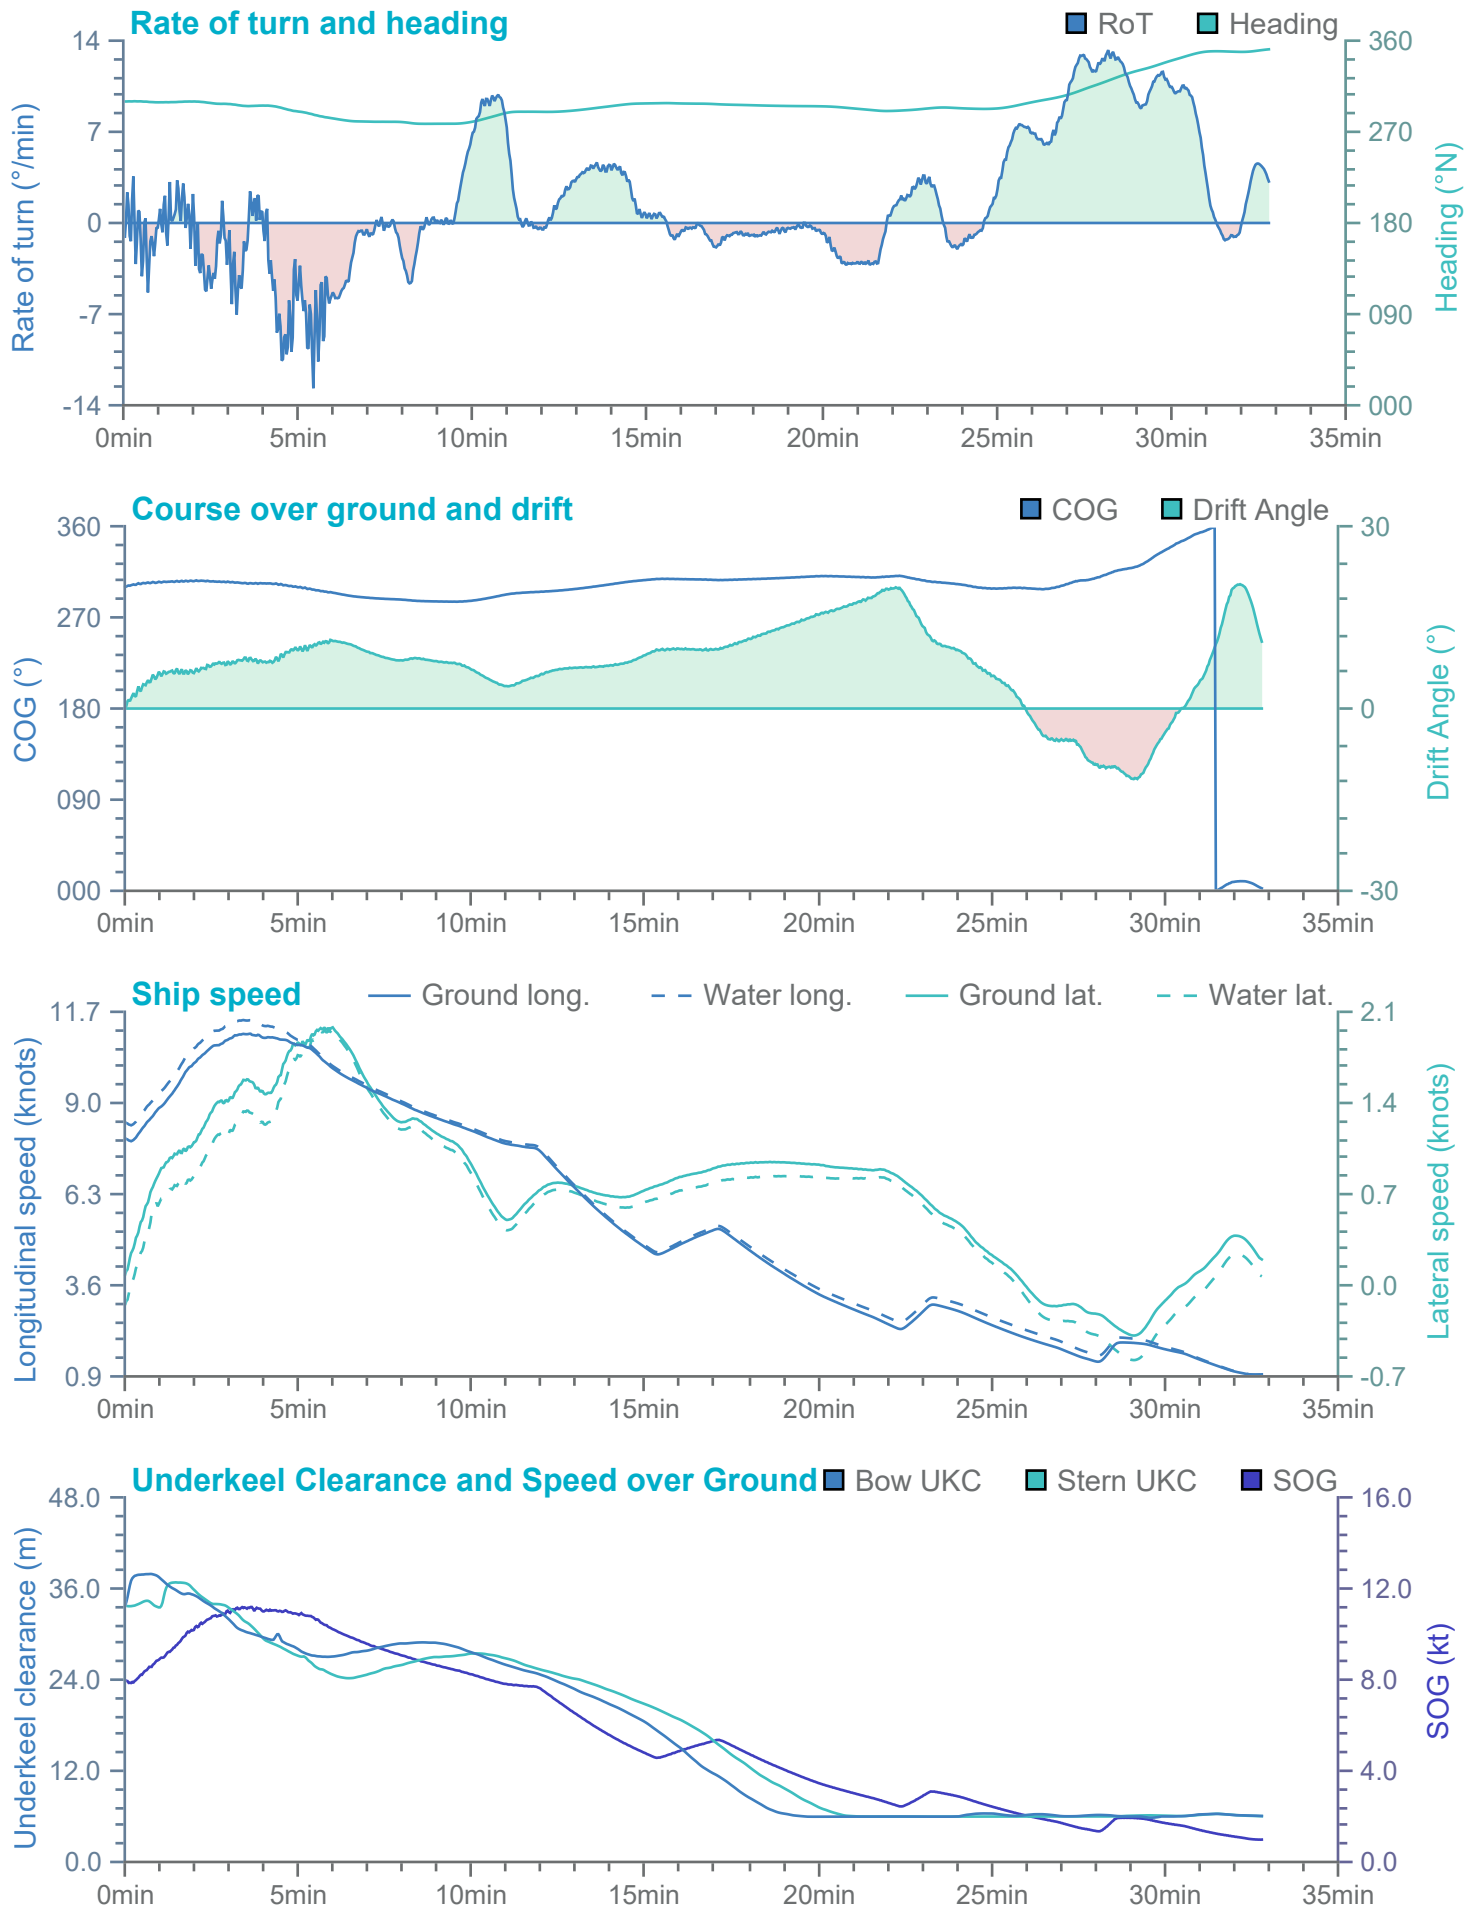 Rate of turn and heading
RoT
Heading
14
7
0
-7
-14
Rate of turn (°/min)
360
270
180
090
000
Heading (°N)
0min 5min 10min 15min 20min 25min 30min 35min
Course over ground and drift
COG
Drift Angle
360
270
180
090
000
COG (°)
30
0
-30
Drift Angle (°)
0min 5min 10min 15min 20min 25min 30min 35min
Ship speed
Ground long.
Water long.
Ground lat.
Water lat.
11.7
9.0
6.3
3.6
0.9
Longitudinal speed (knots)
2.1
1.4
0.7
0.0
-0.7
Lateral speed (knots)
0min 5min 10min 15min 20min 25min 30min 35min
Underkeel Clearance and Speed over Ground
Bow UKC
Stern UKC
SOG
48.0
36.0
24.0
12.0
0.0
Underkeel clearance (m)
16.0
12.0
8.0
4.0
0.0
SOG (kt)
0min 5min 10min 15min 20min 25min 30min 35min